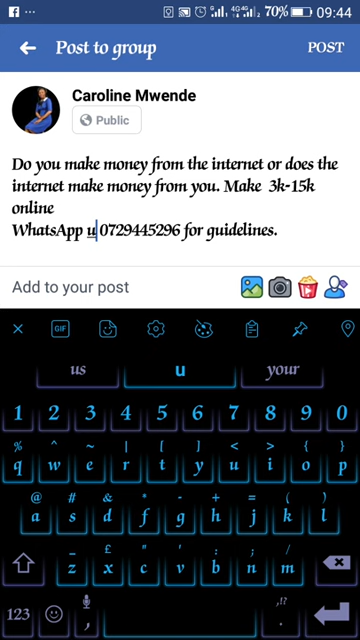 70% 09:44
Post to group POST
Caroline Mwende
Public
Do you make money from the internet or does the
internet make money from you. Make 3k-15k
online
WhatsApp u 0729445296 for guidelines.
Add to your post
GIF
us u your
1 2 3 4 5 6 7 8 9 0
% ^ ~ | [ ] < > { }
q w e r t y u i o p
@ # & * - + = ( )
a s d f g h j k l
_ £ " ' : ; /
z x c v b n m
,!?
123 , .